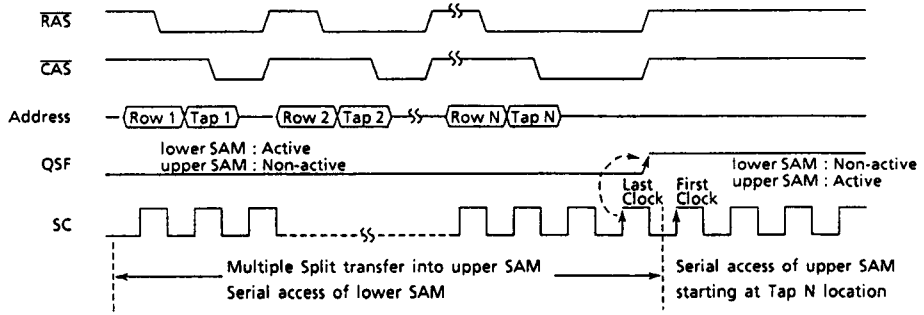 RAS
CAS
Address
Row 1 Tap 1 Row 2 Tap 2 Row N Tap N
QSF
lower SAM : Active
upper SAM : Non-active
lower SAM : Non-active
upper SAM : Active
Last Clock
First Clock
SC
Multiple Split transfer into upper SAM
Serial access of lower SAM
Serial access of upper SAM
starting at Tap N location